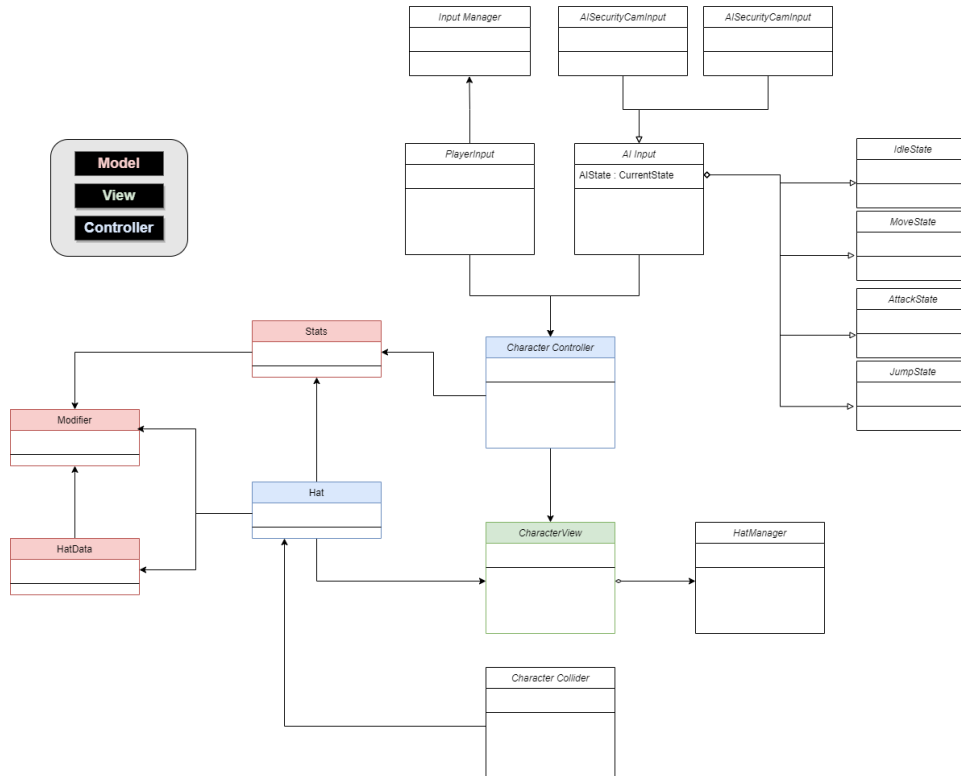 Input Manager
AISecurityCamInput
AISecurityCamInput
Model
View
Controller
PlayerInput
AI Input
AIState : CurrentState
IdleState
MoveState
AttackState
JumpState
Stats
Character Controller
Modifier
Hat
HatData
CharacterView
HatManager
Character Collider